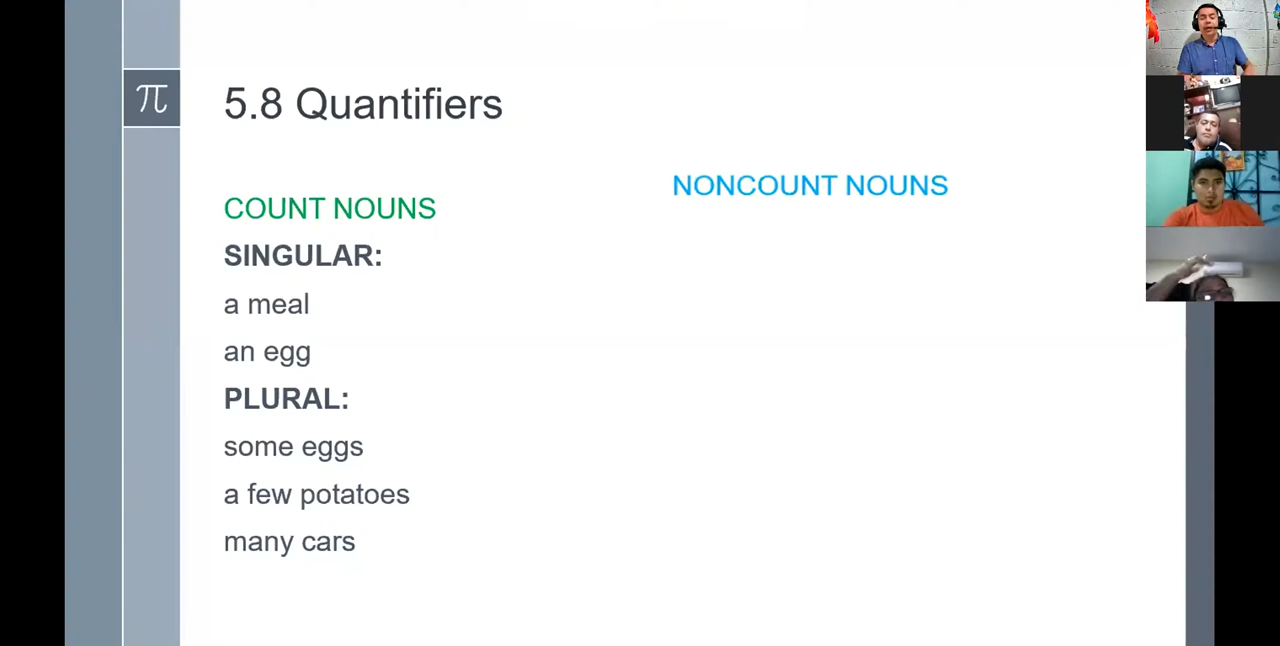 π
5.8 Quantifiers
COUNT NOUNS
SINGULAR:
a meal
an egg
PLURAL:
some eggs
a few potatoes
many cars
NONCOUNT NOUNS